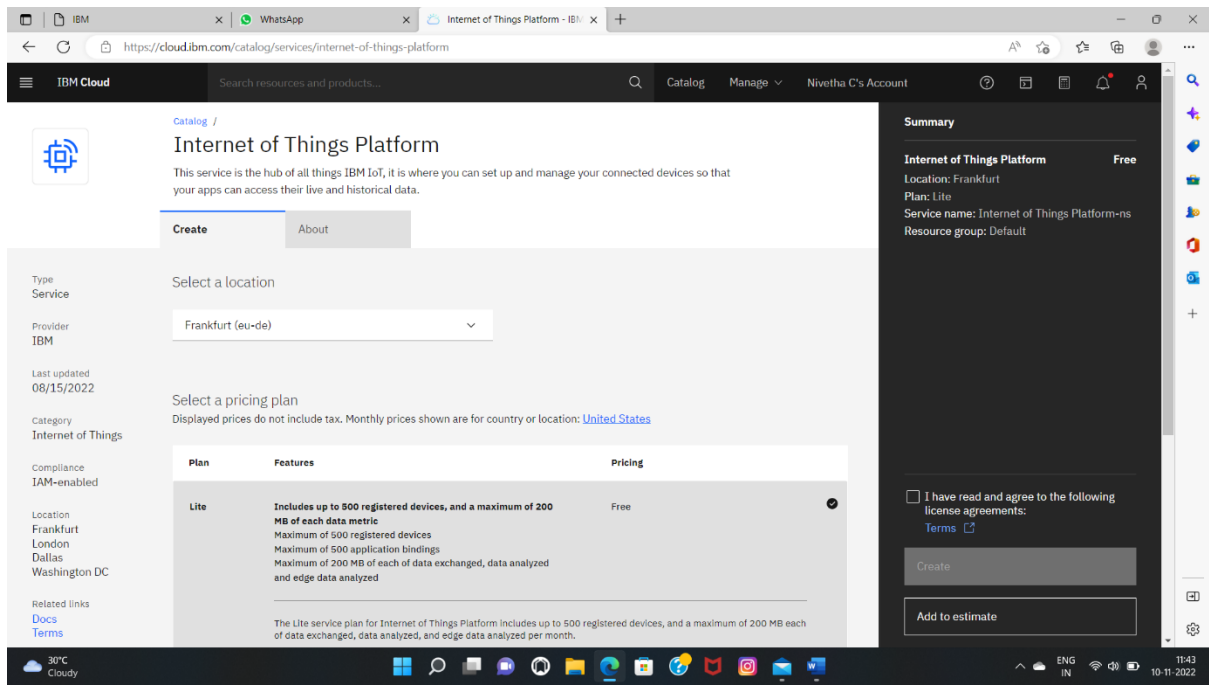 IBM
WhatsApp
Internet of Things Platform - IBM
https://cloud.ibm.com/catalog/services/internet-of-things-platform
IBM Cloud
Search resources and products...
Catalog
Manage
Nivetha C's Account
Catalog /
Internet of Things Platform
This service is the hub of all things IBM IoT, it is where you can set up and manage your connected devices so that
your apps can access their live and historical data.
Create
About
Type
Service
Provider
IBM
Last updated
08/15/2022
Category
Internet of Things
Compliance
IAM-enabled
Location
Frankfurt
London
Dallas
Washington DC
Related links
Docs
Terms
Select a location
Frankfurt (eu-de)
Select a pricing plan
Displayed prices do not include tax. Monthly prices shown are for country or location: United States
Plan Features Pricing
Lite
Includes up to 500 registered devices, and a maximum of 200
MB of each data metric
Maximum of 500 registered devices
Maximum of 500 application bindings
Maximum of 200 MB of each of data exchanged, data analyzed
and edge data analyzed
Free
The Lite service plan for Internet of Things Platform includes up to 500 registered devices, and a maximum of 200 MB each
of data exchanged, data analyzed, and edge data analyzed per month.
Summary
Internet of Things Platform Free
Location: Frankfurt
Plan: Lite
Service name: Internet of Things Platform-ns
Resource group: Default
I have read and agree to the following
license agreements:
Terms
Create
Add to estimate
30°C
Cloudy
ENG
IN
11:43
10-11-2022